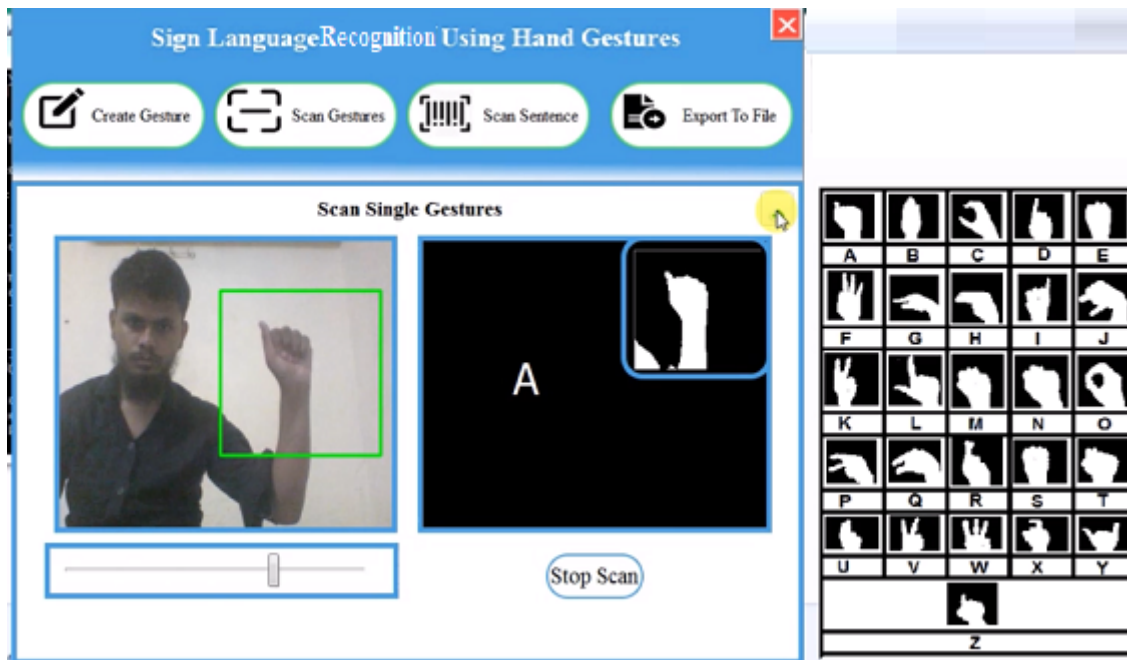 Sign LanguageRecognition Using Hand Gestures
Create Gesture
Scan Gestures
Scan Sentence
Export To File
Scan Single Gestures
A
Stop Scan
A B C D E
F G H I J
K L M N O
P Q R S T
U V W X Y
Z